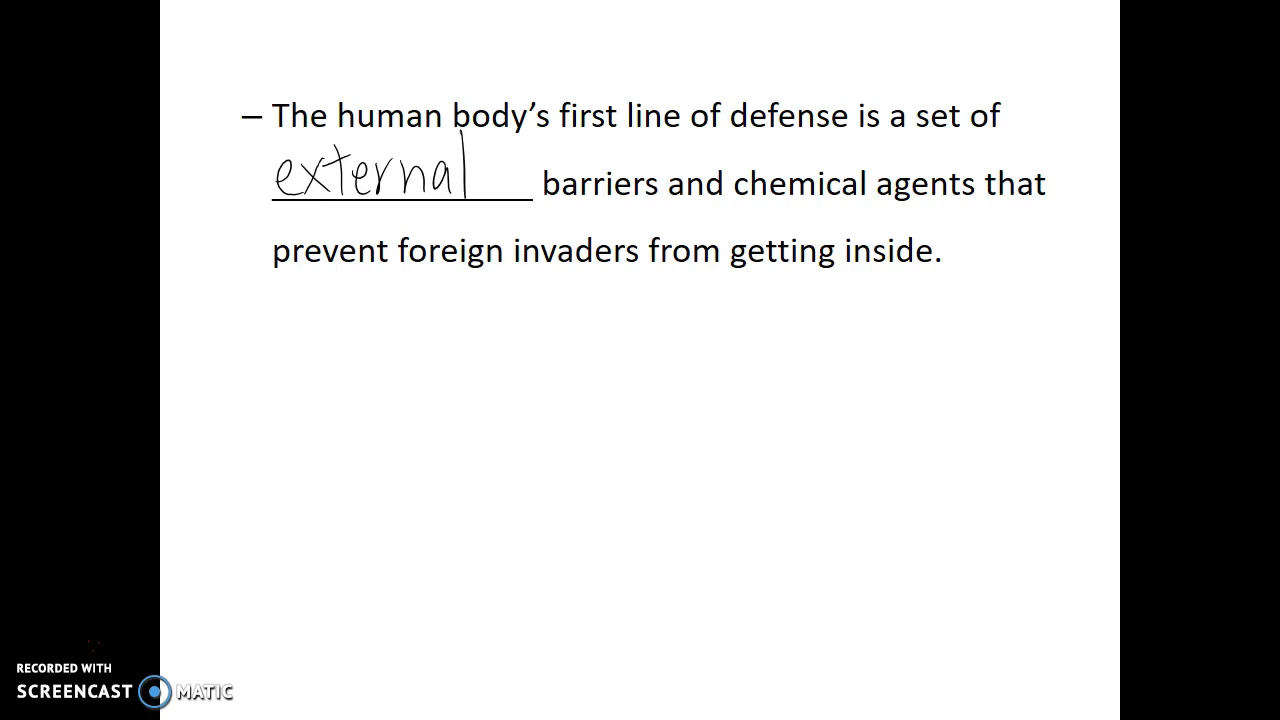 – The human body’s first line of defense is a set of
external barriers and chemical agents that
prevent foreign invaders from getting inside.
RECORDED WITH
SCREENCAST MATIC